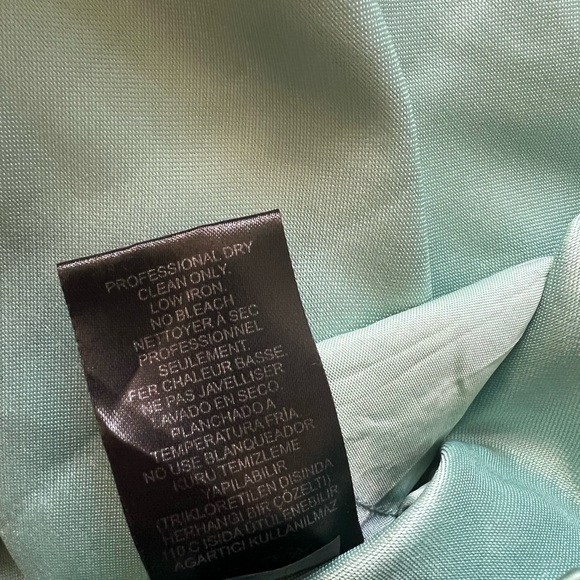 PROFESSIONAL DRY
CLEAN ONLY.
LOW IRON.
NO BLEACH
NETTOYER A SEC
PROFESSIONNEL
SEULEMENT.
FER CHALEUR BASSE.
NE PAS JAVELLISER
LAVADO EN SECO.
PLANCHADO A
TEMPERATURA FRÍA.
NO USE BLANQUEADOR
KURU TEMIZLEME
YAPILABILIR
(TRIKLORETILEN DISINDA
HERHANGI BIR ÇÖZELTI)
110 C ISIDA ÜTÜLENEBILIR
AGARTICI KULLANILMAZ